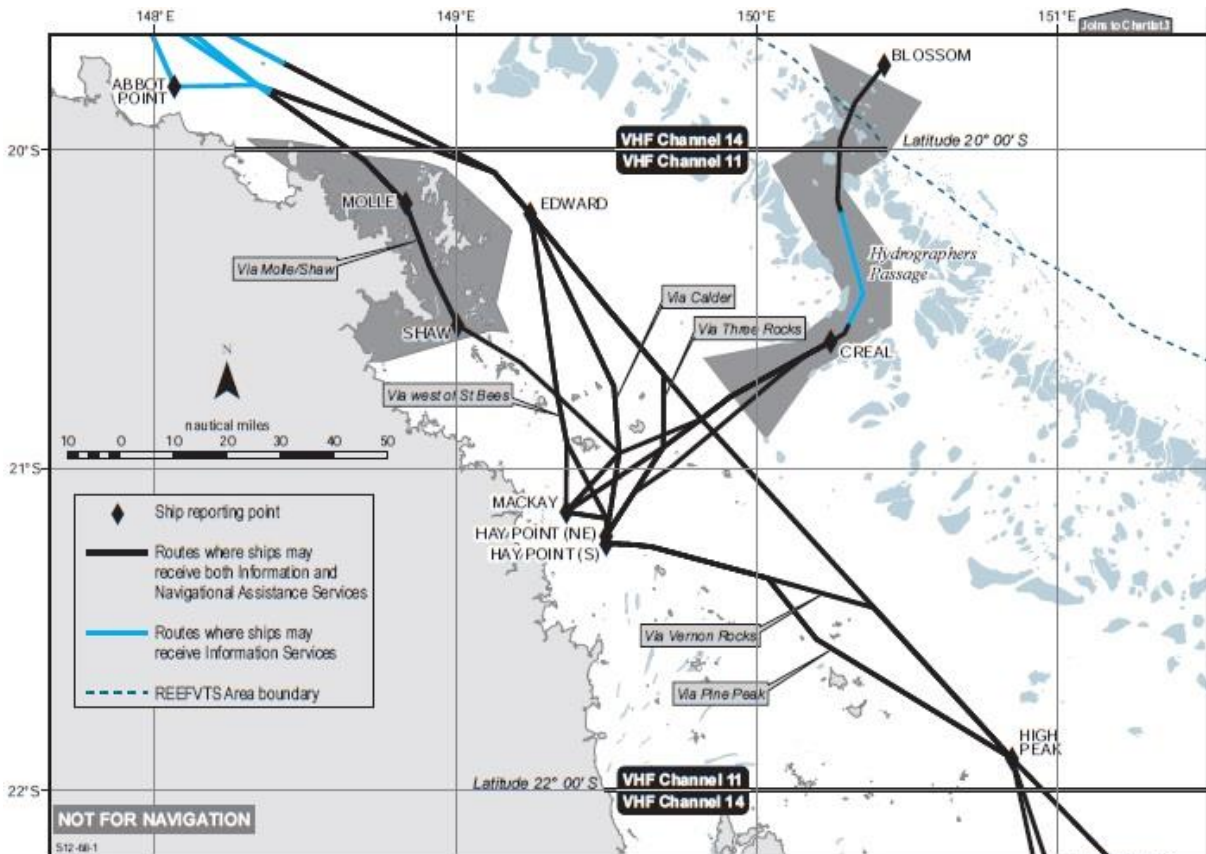 148°E
149°E
150°E
151°E
Joins to Chartlet 3
BLOSSOM
ABBOT
POINT
VHF Channel 14
Latitude 20° 00' S
20°S
VHF Channel 11
MOLLE
EDWARD
Hydrographers
Passage
Via Molle/Shaw
Via Calder
Via Three Rocks
SHAW
CREAL
N
Via west of St Bees
nautical miles
10 0 10 20 30 40 50
21°S
MACKAY
Ship reporting point
HAY POINT (NE)
HAY POINT (S)
Routes where ships may
receive both Information and
Navigational Assistance Services
Via Vernon Rocks
Routes where ships may
receive Information Services
Via Pine Peak
REEFVTS Area boundary
HIGH
PEAK
Latitude 22° 00' S
VHF Channel 11
22°S
VHF Channel 14
NOT FOR NAVIGATION
512-68-1